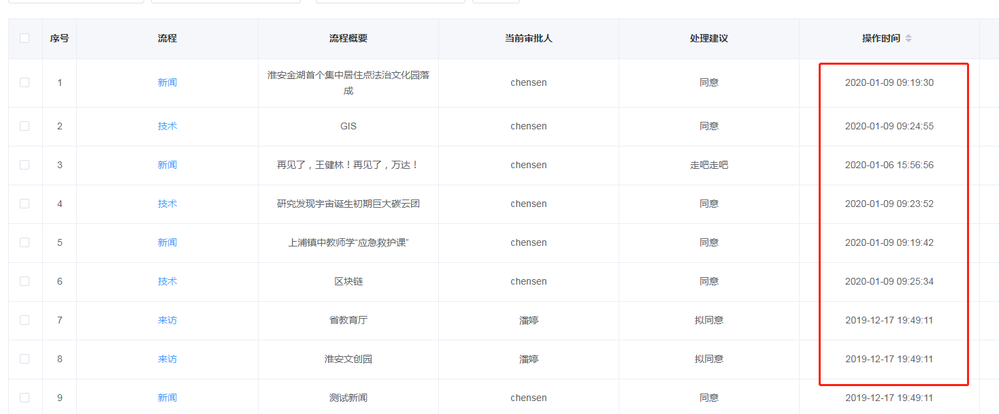 序号 流程 流程概要 当前审批人 处理建议 操作时间
1 新闻 淮安金湖首个集中居住点法治文化园落
成 chensen 同意 2020-01-09 09:19:30
2 技术 GIS chensen 同意 2020-01-09 09:24:55
3 新闻 再见了，王健林！再见了，万达！ chensen 走吧走吧 2020-01-06 15:56:56
4 技术 研究发现宇宙诞生初期巨大碳云团 chensen 同意 2020-01-09 09:23:52
5 新闻 上浦镇中教师学“应急救护课” chensen 同意 2020-01-09 09:19:42
6 技术 区块链 chensen 同意 2020-01-09 09:25:34
7 来访 省教育厅 潘婷 拟同意 2019-12-17 19:49:11
8 来访 淮安文创园 潘婷 拟同意 2019-12-17 19:49:11
9 新闻 测试新闻 chensen 同意 2019-12-17 19:49:11